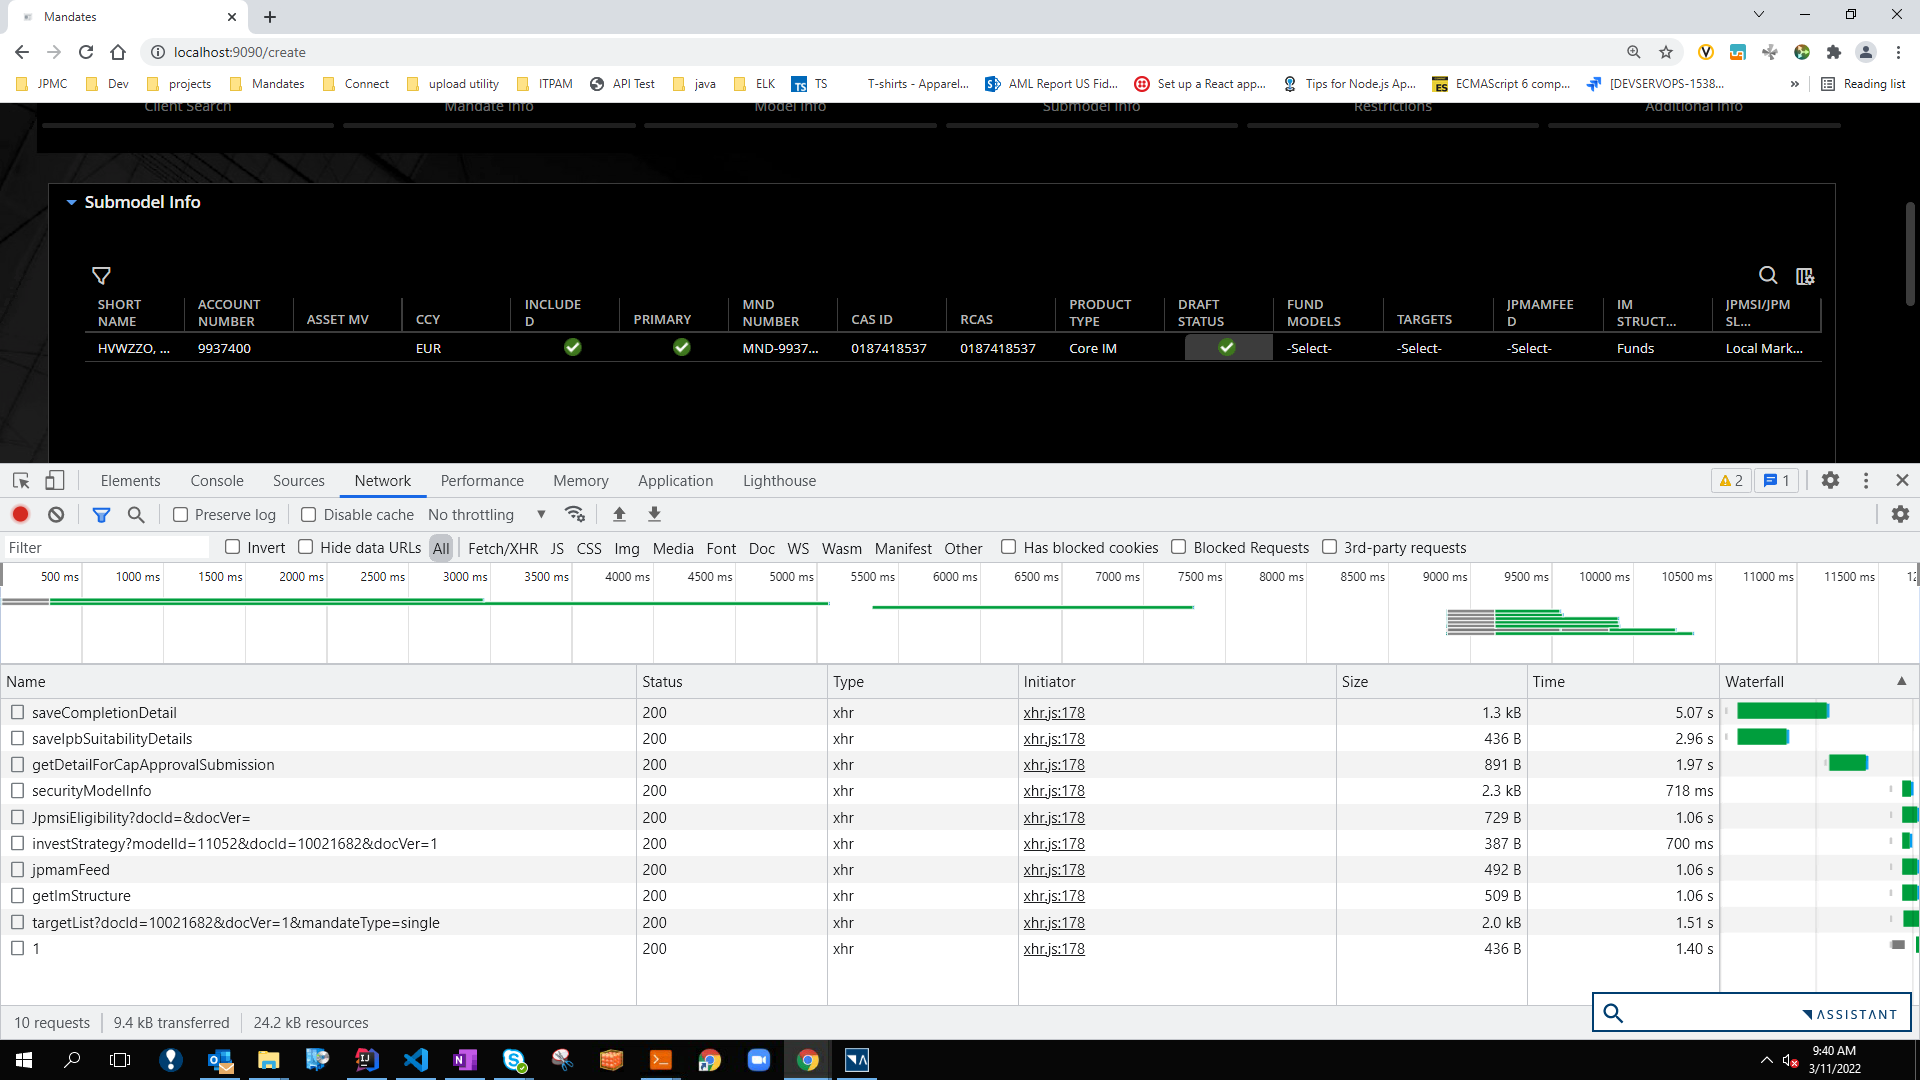 Mandates
localhost:9090/create
JPMC Dev projects Mandates Connect upload utility ITPAM API Test java ELK TS T-shirts - Apparel... AML Report US Fid... Set up a React app... Tips for Node.js Ap... ECMAScript 6 comp... [DEVSERVOPS-1538... » Reading list
Client Search Mandate Info Model Info Submodel Info Restrictions Additional Info
Submodel Info
SHORT NAME ACCOUNT NUMBER ASSET MV CCY INCLUDE D PRIMARY MND NUMBER CAS ID RCAS PRODUCT TYPE DRAFT STATUS FUND MODELS TARGETS JPMAMFEE D IM STRUCT... JPMSI/JPM SL...
HVWZZO, ... 9937400 EUR MND-9937... 0187418537 0187418537 Core IM -Select- -Select- -Select- Funds Local Mark...
Elements Console Sources Network Performance Memory Application Lighthouse 2 1
Preserve log Disable cache No throttling
Filter Invert Hide data URLs All Fetch/XHR JS CSS Img Media Font Doc WS Wasm Manifest Other Has blocked cookies Blocked Requests 3rd-party requests
500 ms 1000 ms 1500 ms 2000 ms 2500 ms 3000 ms 3500 ms 4000 ms 4500 ms 5000 ms 5500 ms 6000 ms 6500 ms 7000 ms 7500 ms 8000 ms 8500 ms 9000 ms 9500 ms 10000 ms 10500 ms 11000 ms 11500 ms
Name Status Type Initiator Size Time Waterfall
saveCompletionDetail 200 xhr xhr.js:178 1.3 kB 5.07 s
saveIpbSuitabilityDetails 200 xhr xhr.js:178 436 B 2.96 s
getDetailForCapApprovalSubmission 200 xhr xhr.js:178 891 B 1.97 s
securityModelInfo 200 xhr xhr.js:178 2.3 kB 718 ms
JpmsiEligibility?docId=&docVer= 200 xhr xhr.js:178 729 B 1.06 s
investStrategy?modelId=11052&docId=10021682&docVer=1 200 xhr xhr.js:178 387 B 700 ms
jpmamFeed 200 xhr xhr.js:178 492 B 1.06 s
getImStructure 200 xhr xhr.js:178 509 B 1.06 s
targetList?docId=10021682&docVer=1&mandateType=single 200 xhr xhr.js:178 2.0 kB 1.51 s
1 200 xhr xhr.js:178 436 B 1.40 s
10 requests 9.4 kB transferred 24.2 kB resources
ASSISTANT
9:40 AM
3/11/2022